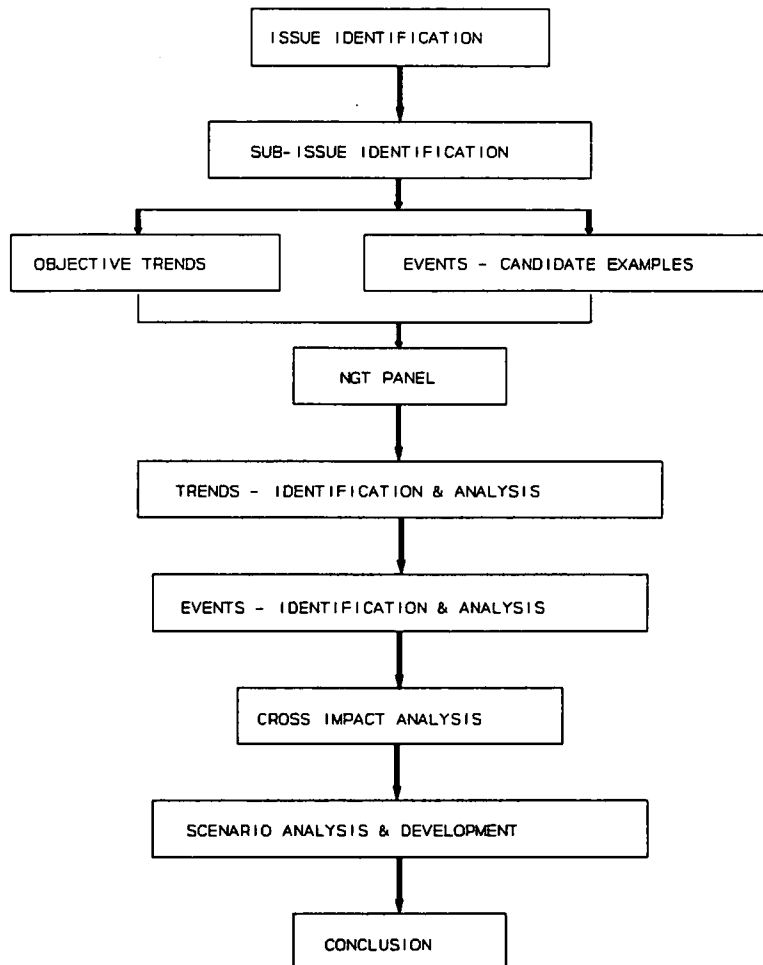 ISSUE IDENTIFICATION
SUB-ISSUE IDENTIFICATION
OBJECTIVE TRENDS
EVENTS - CANDIDATE EXAMPLES
NGT PANEL
TRENDS - IDENTIFICATION & ANALYSIS
EVENTS - IDENTIFICATION & ANALYSIS
CROSS IMPACT ANALYSIS
SCENARIO ANALYSIS & DEVELOPMENT
CONCLUSION